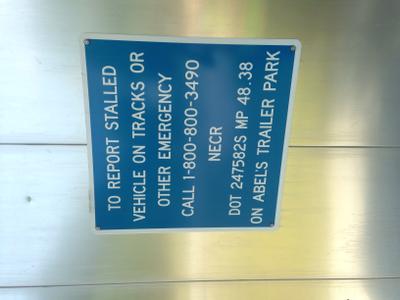 TO REPORT STALLED
VEHICLE ON TRACKS OR
OTHER EMERGENCY
CALL 1-800-800-3490
NECR
DOT 247582S MP 48.38
ON ABELS TRAILER PARK